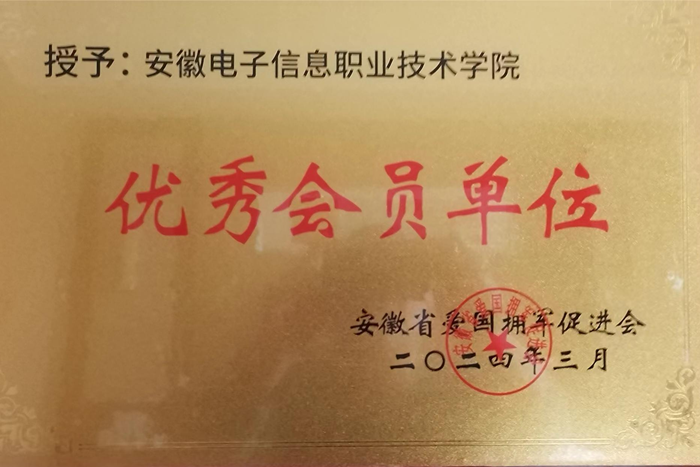 授予：安徽电子信息职业技术学院
优秀会员单位
安徽省爱国拥军促进会
二〇二四年三月